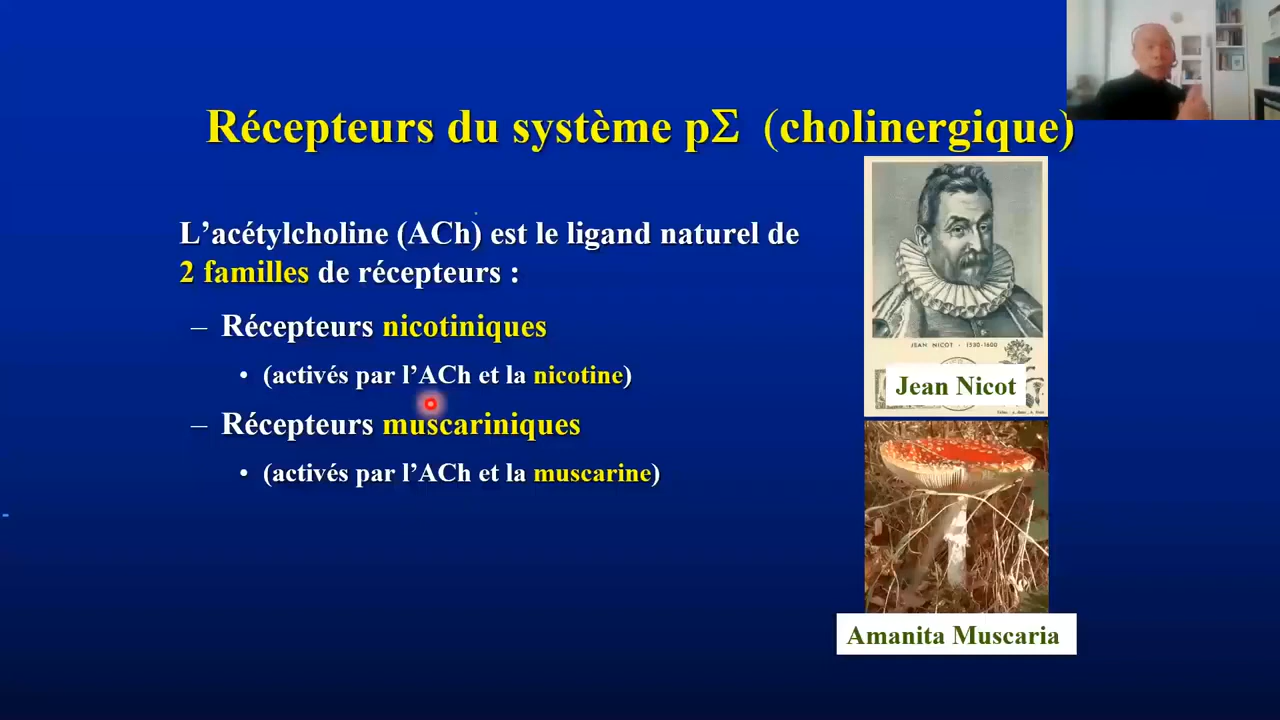 Récepteurs du système pΣ (cholinergique)
L’acétylcholine (ACh) est le ligand naturel de
2 familles de récepteurs :
– Récepteurs nicotiniques
• (activés par l’ACh et la nicotine)
– Récepteurs muscariniques
• (activés par l’ACh et la muscarine)
JEAN NICOT · 1530-1600
Jean Nicot
Amanita Muscaria